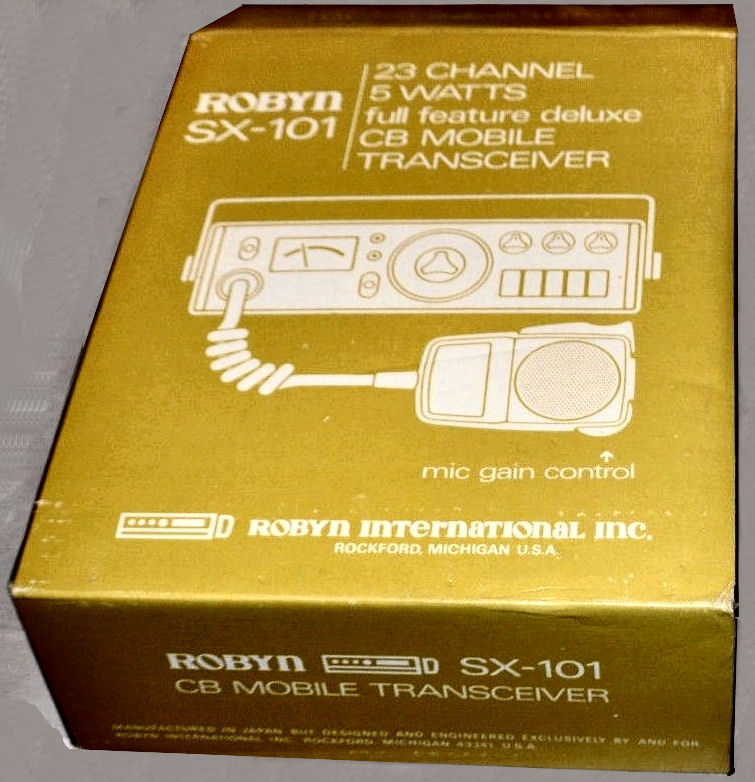 ROBYN
SX-101
23 CHANNEL
5 WATTS
full feature deluxe
CB MOBILE
TRANSCEIVER
mic gain control
ROBYN INTERNATIONAL INC.
ROCKFORD, MICHIGAN U.S.A.
ROBYN SX-101
CB MOBILE TRANSCEIVER
MANUFACTURED IN JAPAN BUT DESIGNED AND ENGINEERED EXCLUSIVELY BY AND FOR
ROBYN INTERNATIONAL INC. ROCKFORD, MICHIGAN 49341 U.S.A.